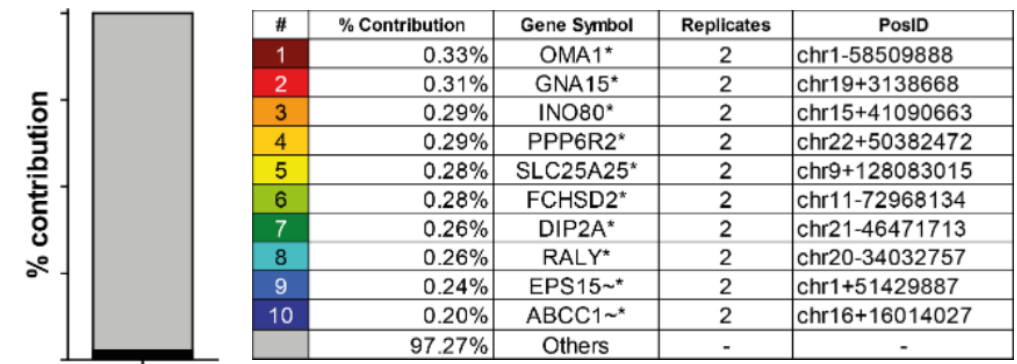 % contribution
# % Contribution Gene Symbol Replicates PosID
1 0.33% OMA1* 2 chr1-58509888
2 0.31% GNA15* 2 chr19+3138668
3 0.29% INO80* 2 chr15+41090663
4 0.29% PPP6R2* 2 chr22+50382472
5 0.28% SLC25A25* 2 chr9+128083015
6 0.28% FCHSD2* 2 chr11-72968134
7 0.26% DIP2A* 2 chr21-46471713
8 0.26% RALY* 2 chr20-34032757
9 0.24% EPS15~* 2 chr1+51429887
10 0.20% ABCC1~* 2 chr16+16014027
97.27% Others - -